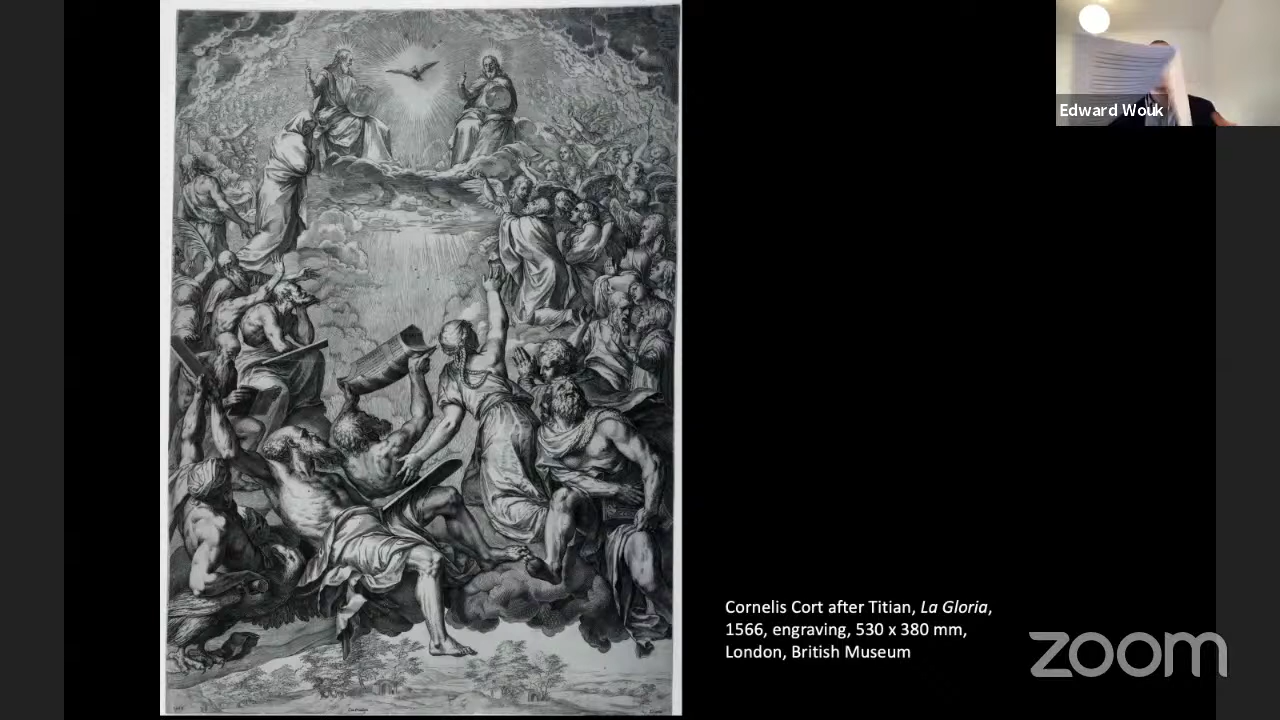 Edward Wouk
Cornelis Cort after Titian, La Gloria,
1566, engraving, 530 x 380 mm,
London, British Museum
zoom